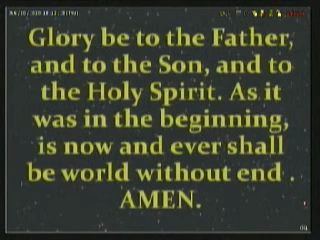 Glory be to the Father,
and to the Son, and to
the Holy Spirit. As it
was in the beginning,
is now and ever shall
be world without end .
AMEN.